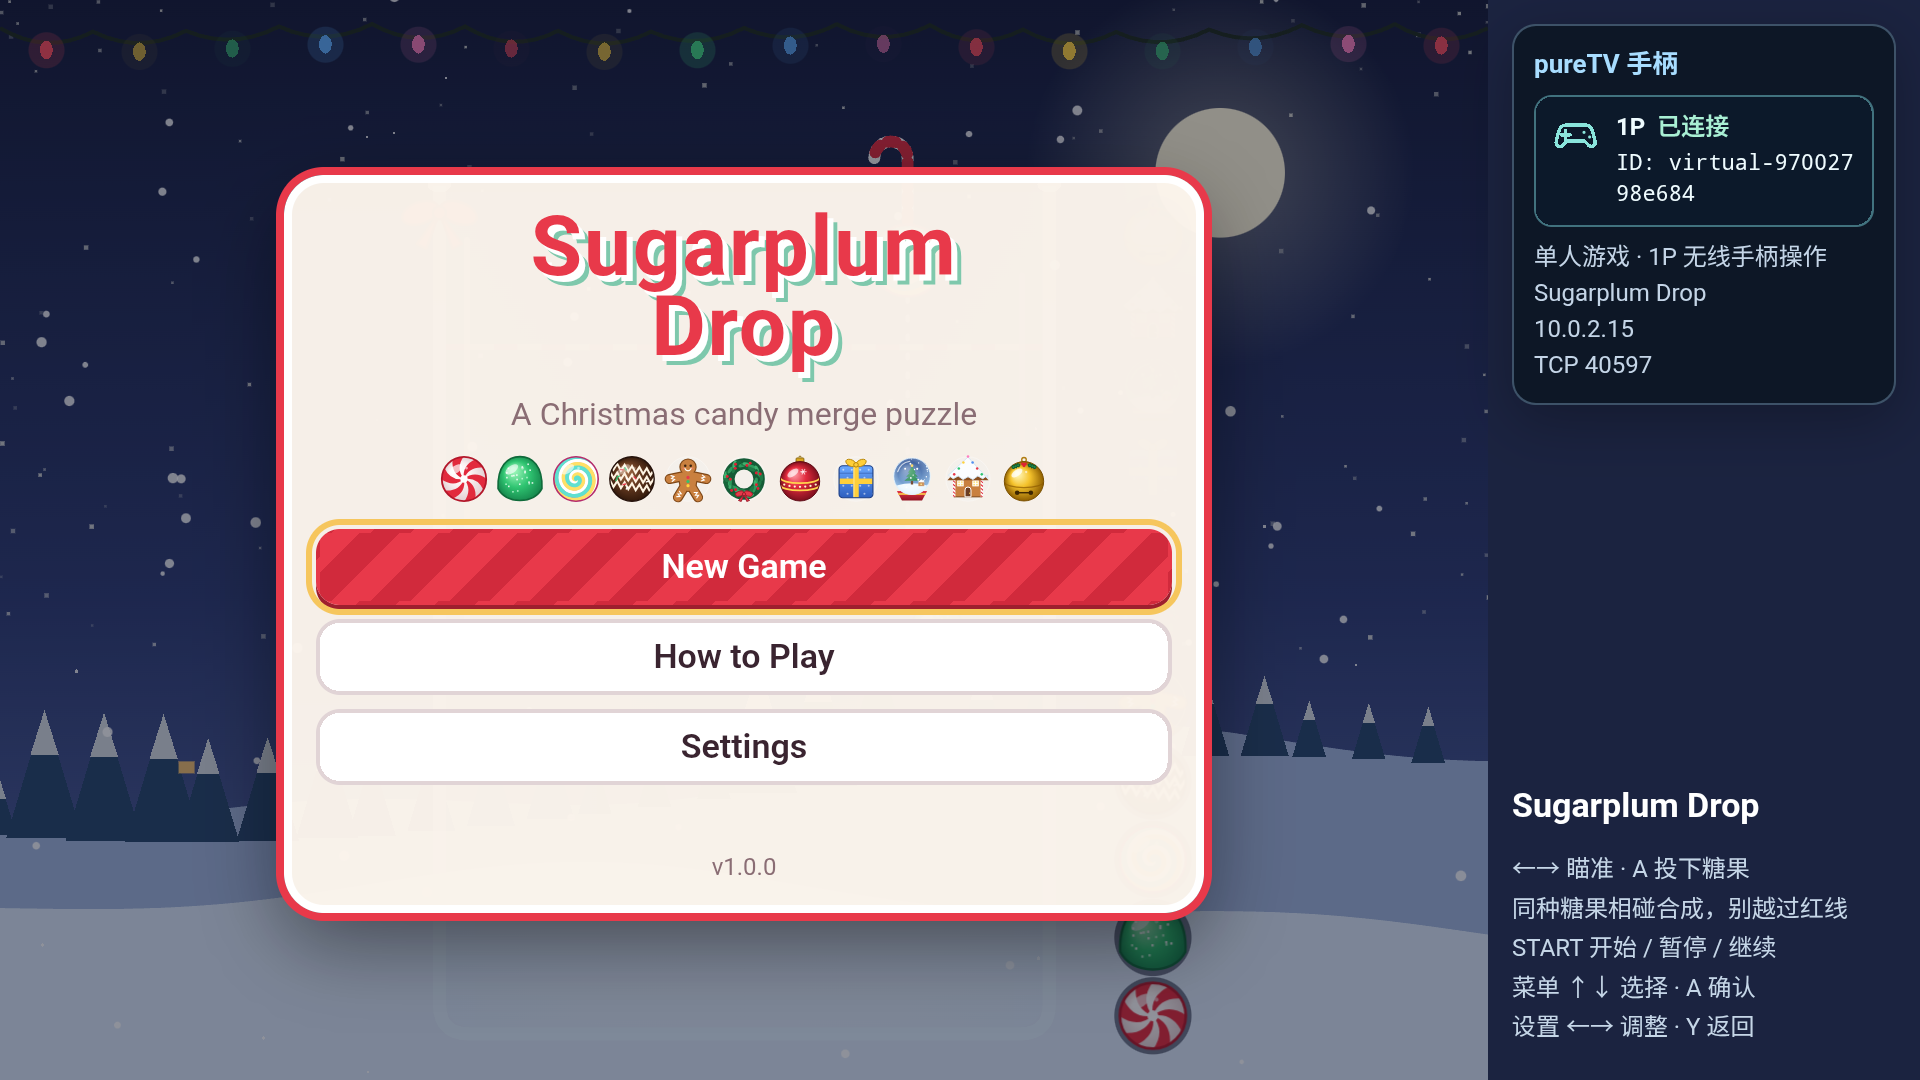 Sugarplum
Drop
A Christmas candy merge puzzle
New Game
How to Play
Settings
v1.0.0
pureTV 手柄
1P 已连接
ID: virtual-970027
98e684
单人游戏 · 1P 无线手柄操作
Sugarplum Drop
10.0.2.15
TCP 40597
Sugarplum Drop
←→ 瞄准 · A 投下糖果
同种糖果相碰合成，别越过红线
START 开始 / 暂停 / 继续
菜单 ↑↓ 选择 · A 确认
设置 ←→ 调整 · Y 返回